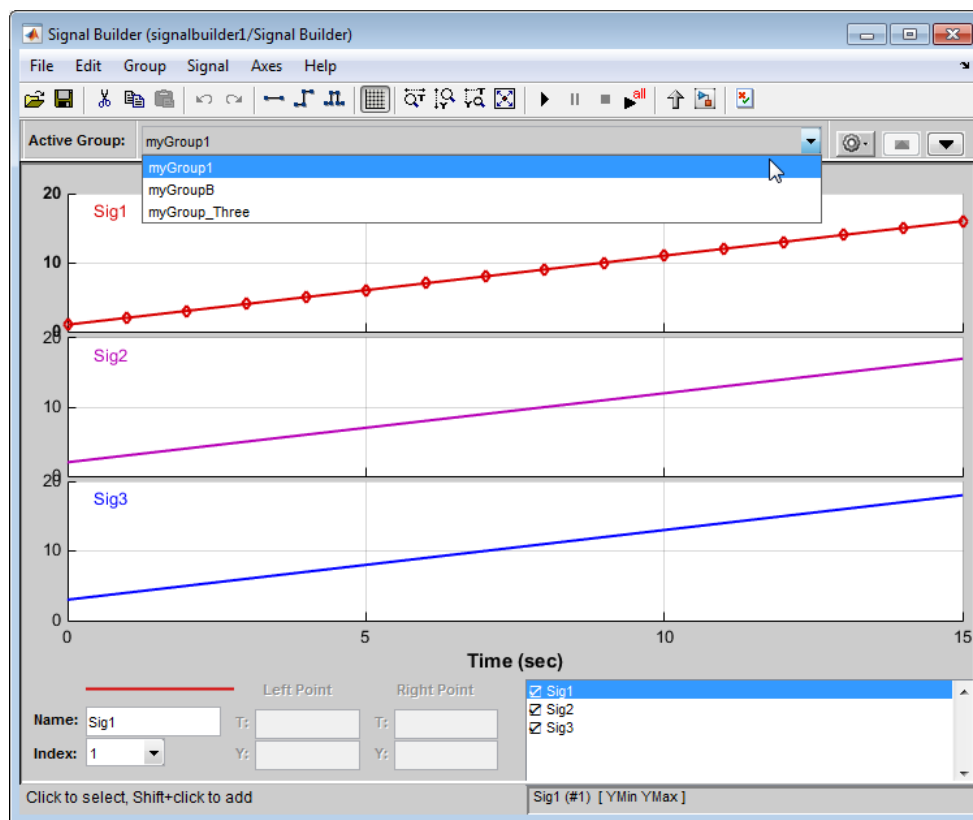 Signal Builder (signalbuilder1/Signal Builder)
File Edit Group Signal Axes Help
all
Active Group: myGroup1
myGroup1
myGroupB
myGroup_Three
20
Sig1
10
0
20
Sig2
10
0
20
Sig3
10
0
0 5 10 15
Time (sec)
Left Point Right Point
Name: Sig1 T: T:
Index: 1 Y: Y:
Sig1
Sig2
Sig3
Click to select, Shift+click to add
Sig1 (#1) [ YMin YMax ]